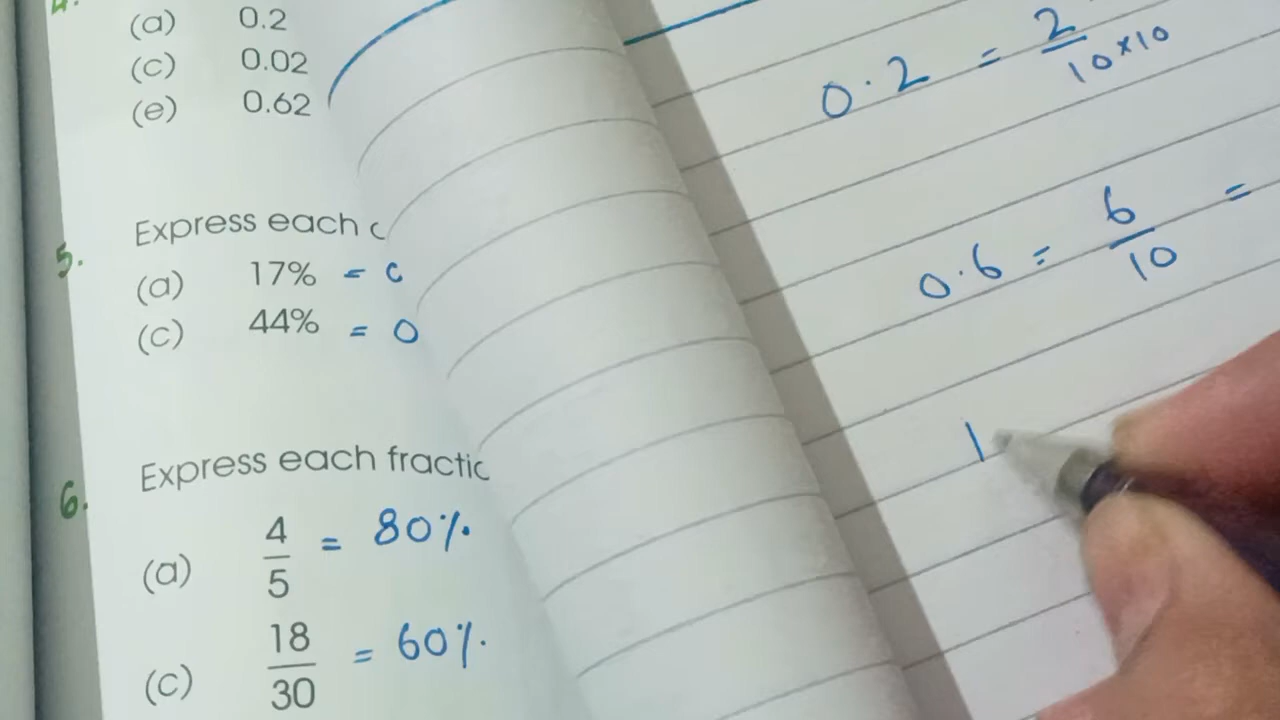 4.
(a) 0.2
(c) 0.02
(e) 0.62
5. Express each
(a) 17% =
(c) 44% = 0
6. Express each
(a) 4/5 = 80%
(c) 18/30 = 60%
0.2 = 2/10×10
0.6 = 6/10 =
1